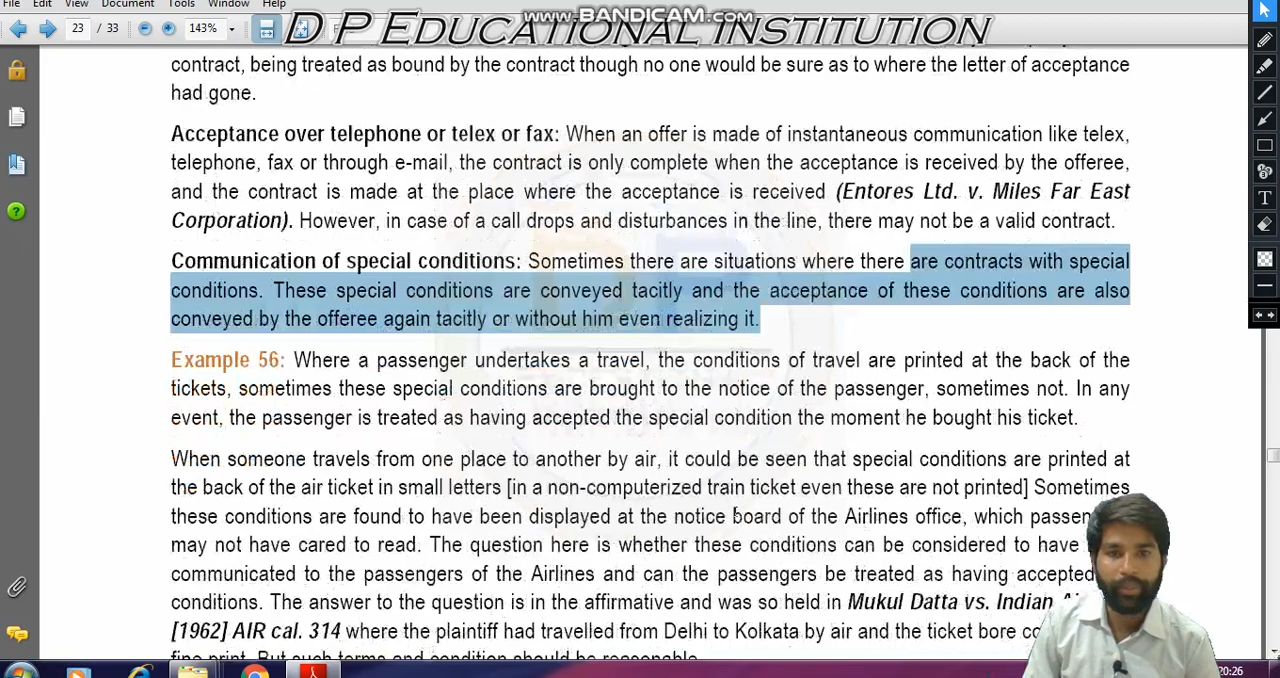 File Edit View Document Tools Window Help
www.BANDICAM.com
23 / 33 143%
D P Educational Institution
contract, being treated as bound by the contract though no one would be sure as to where the letter of acceptance
had gone.
Acceptance over telephone or telex or fax: When an offer is made of instantaneous communication like telex,
telephone, fax or through e-mail, the contract is only complete when the acceptance is received by the offeree,
and the contract is made at the place where the acceptance is received (Entores Ltd. v. Miles Far East
Corporation). However, in case of a call drops and disturbances in the line, there may not be a valid contract.
Communication of special conditions: Sometimes there are situations where there are contracts with special
conditions. These special conditions are conveyed tacitly and the acceptance of these conditions are also
conveyed by the offeree again tacitly or without him even realizing it.
Example 56: Where a passenger undertakes a travel, the conditions of travel are printed at the back of the
tickets, sometimes these special conditions are brought to the notice of the passenger, sometimes not. In any
event, the passenger is treated as having accepted the special condition the moment he bought his ticket.
When someone travels from one place to another by air, it could be seen that special conditions are printed at
the back of the air ticket in small letters [in a non-computerized train ticket even these are not printed] Sometimes
these conditions are found to have been displayed at the notice board of the Airlines office, which
may not have cared to read. The question here is whether these conditions can be considered to have
communicated to the passengers of the Airlines and can the passengers be treated as having accepted
conditions. The answer to the question is in the affirmative and was so held in Mukul Datta vs. Indian
[1962] AIR cal. 314 where the plaintiff had travelled from Delhi to Kolkata by air and the ticket bore
fine print. But such terms and condition should be reasonable.
20:26